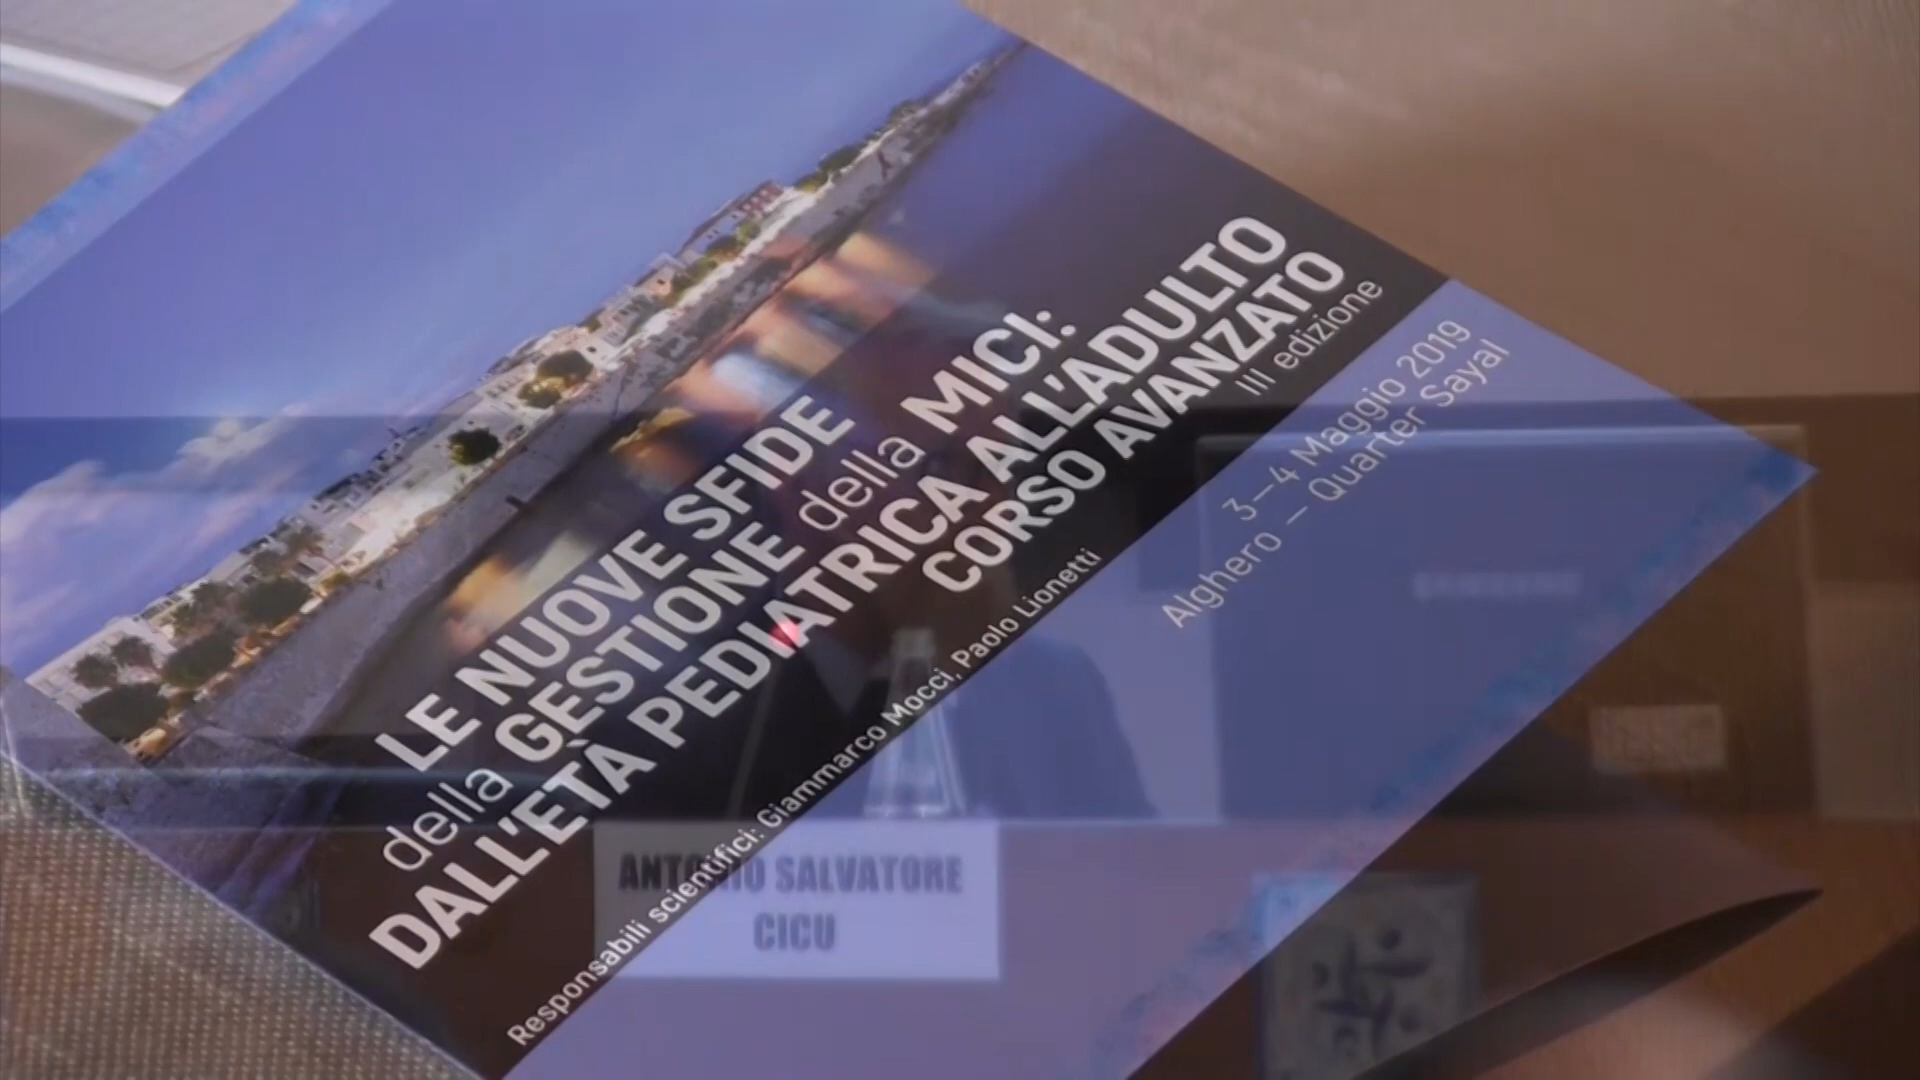 LE NUOVE SFIDE
della GESTIONE della MICI:
DALL'ETÀ PEDIATRICA ALL'ADULTO
CORSO AVANZATO
III edizione
Responsabili scientifici: Giammarco Mocci, Paolo Lionetti
3–4 Maggio 2019
Alghero – Quarter Sayal
ANTONIO SALVATORE
CICU
SAMSUNG